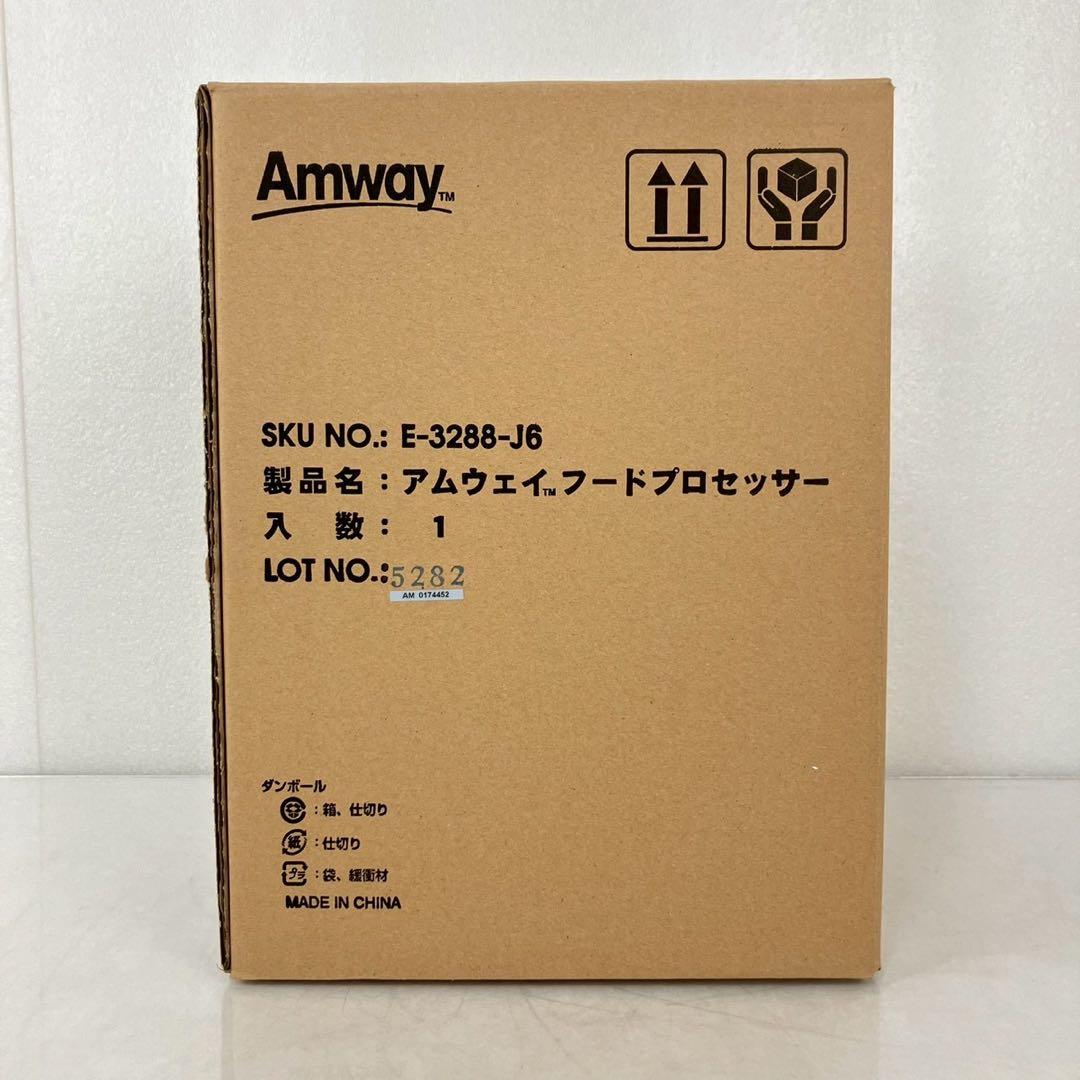 Amway™
SKU NO.: E-3288-J6
製品名：アムウェイ™フードプロセッサー
入 数： 1
LOT NO.: 5282
AM 0174452
ダンボール
：箱、仕切り
紙：仕切り
プラ：袋、緩衝材
MADE IN CHINA